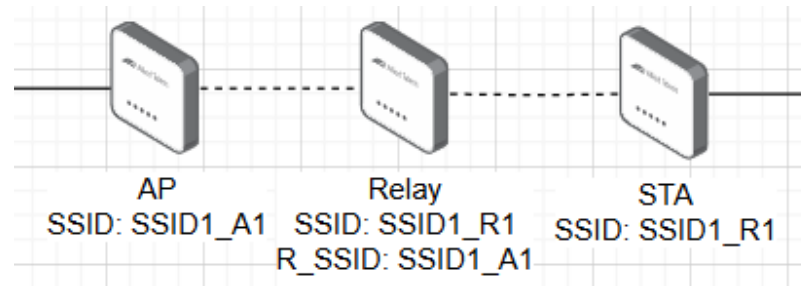 AP
SSID: SSID1_A1
Relay
SSID: SSID1_R1
R_SSID: SSID1_A1
STA
SSID: SSID1_R1